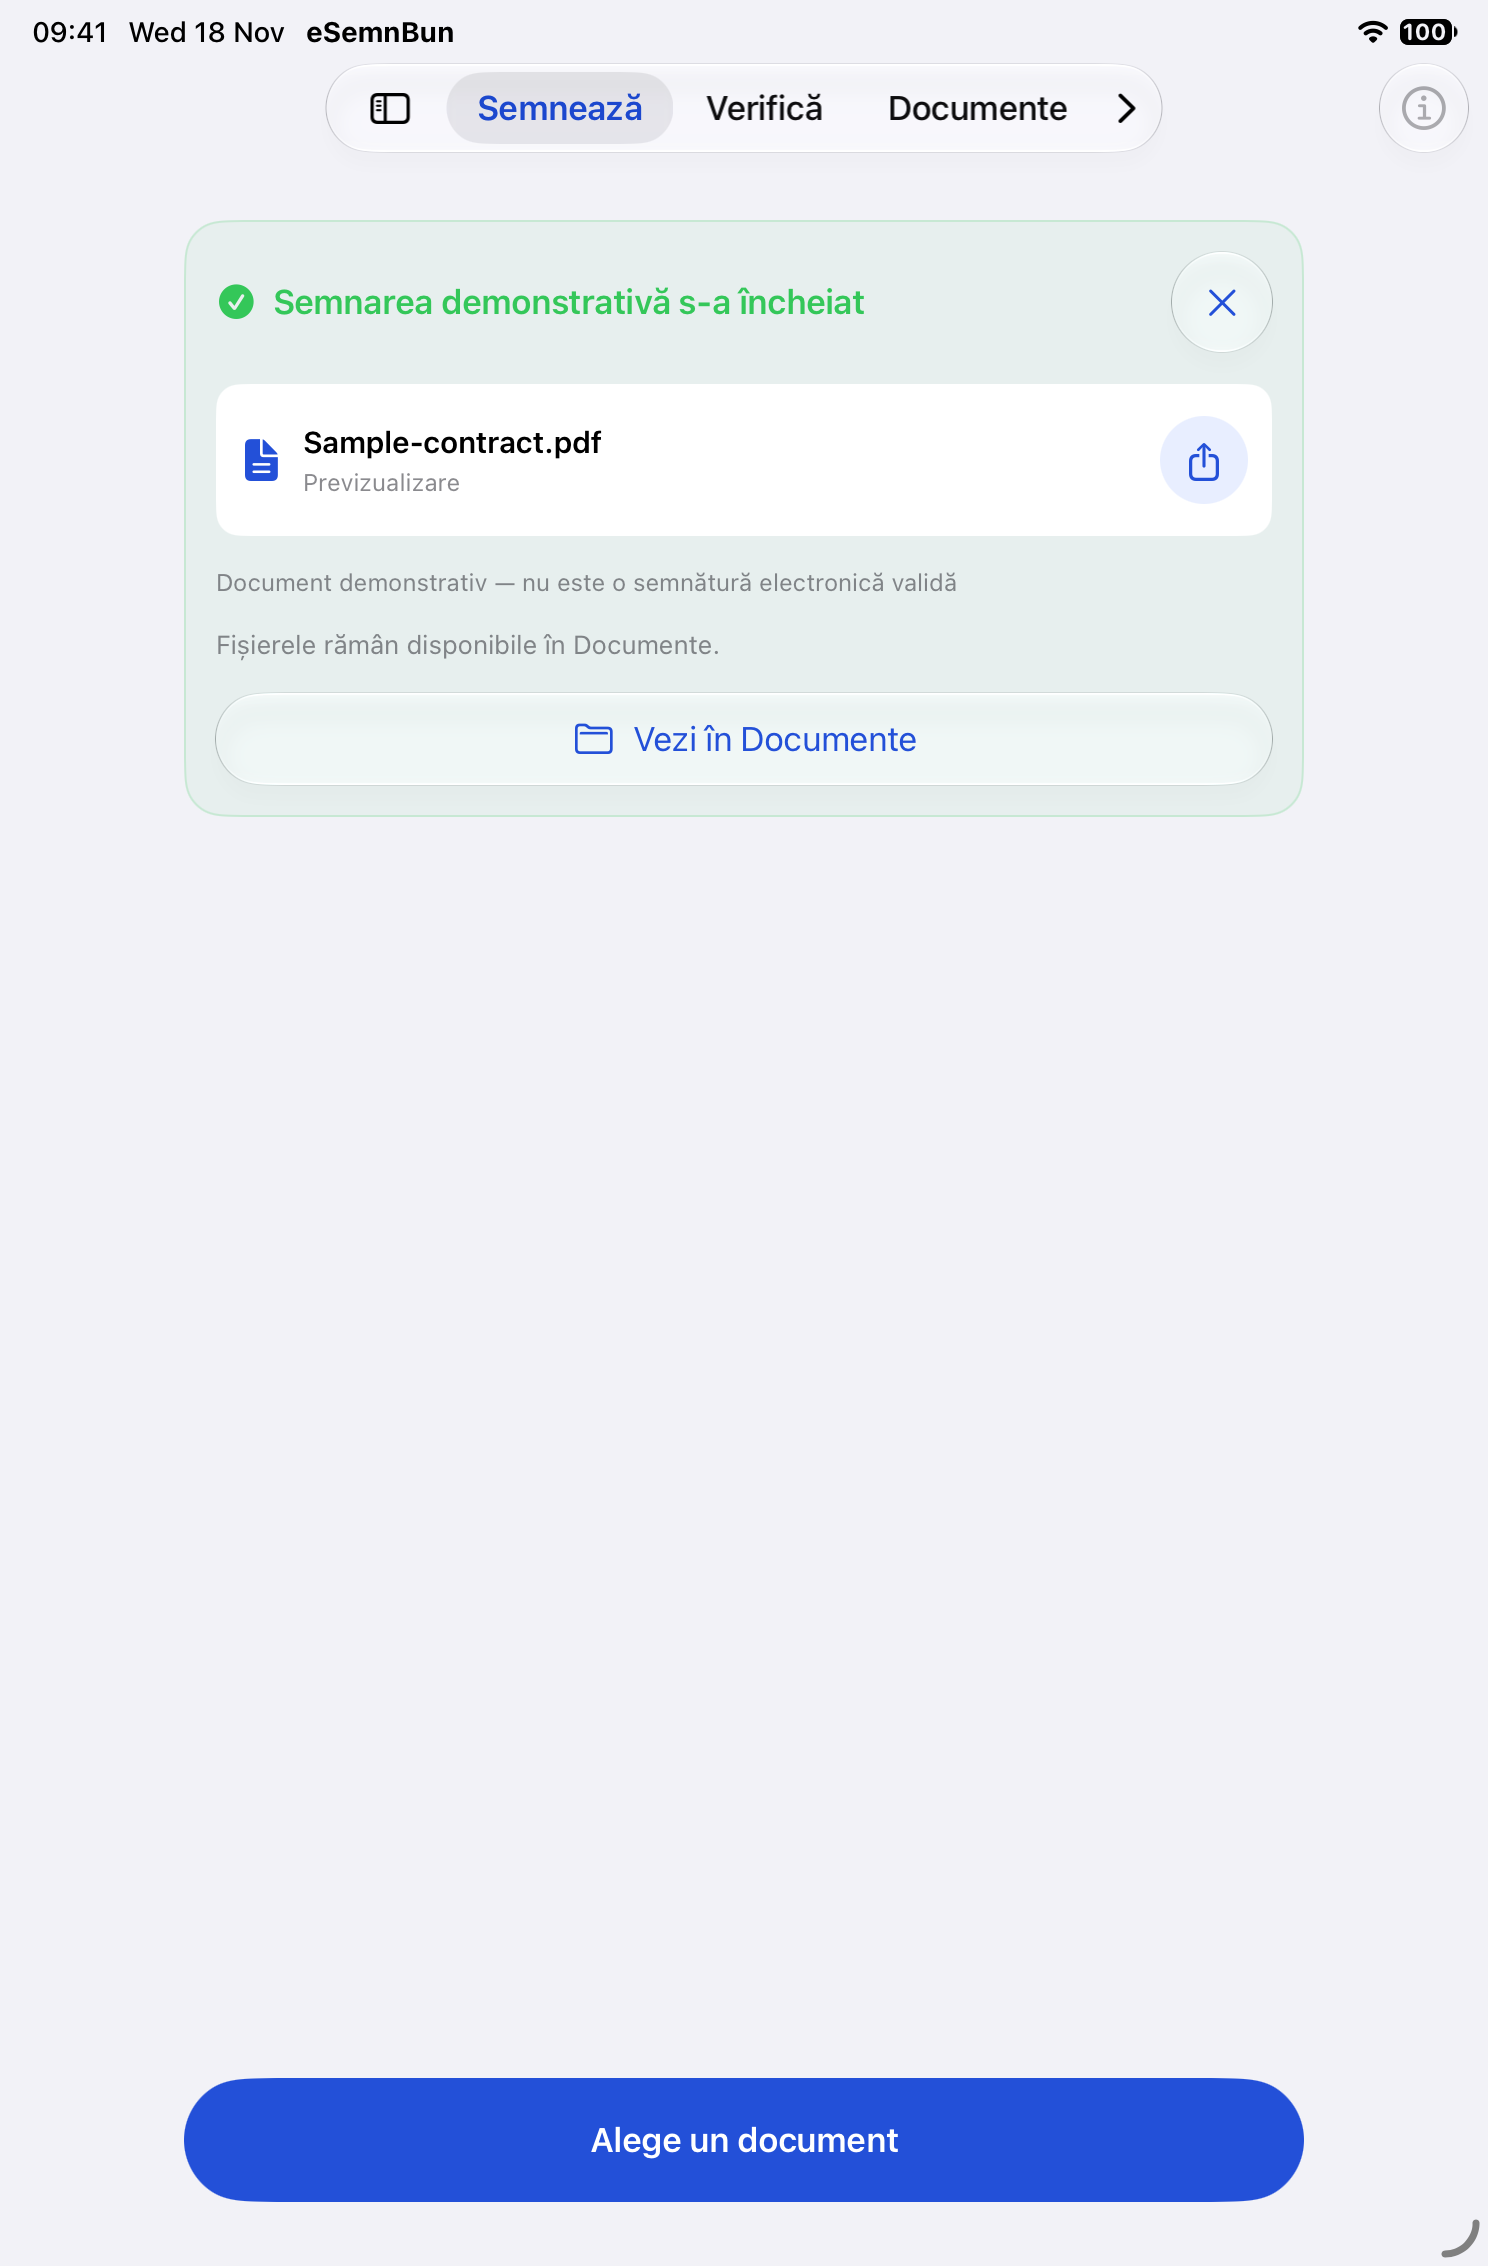 09:41 Wed 18 Nov eSemnBun
100
Semnează Verifică Documente
Semnarea demonstrativă s-a încheiat
Sample-contract.pdf
Previzualizare
Document demonstrativ — nu este o semnătură electronică validă
Fișierele rămân disponibile în Documente.
Vezi în Documente
Alege un document